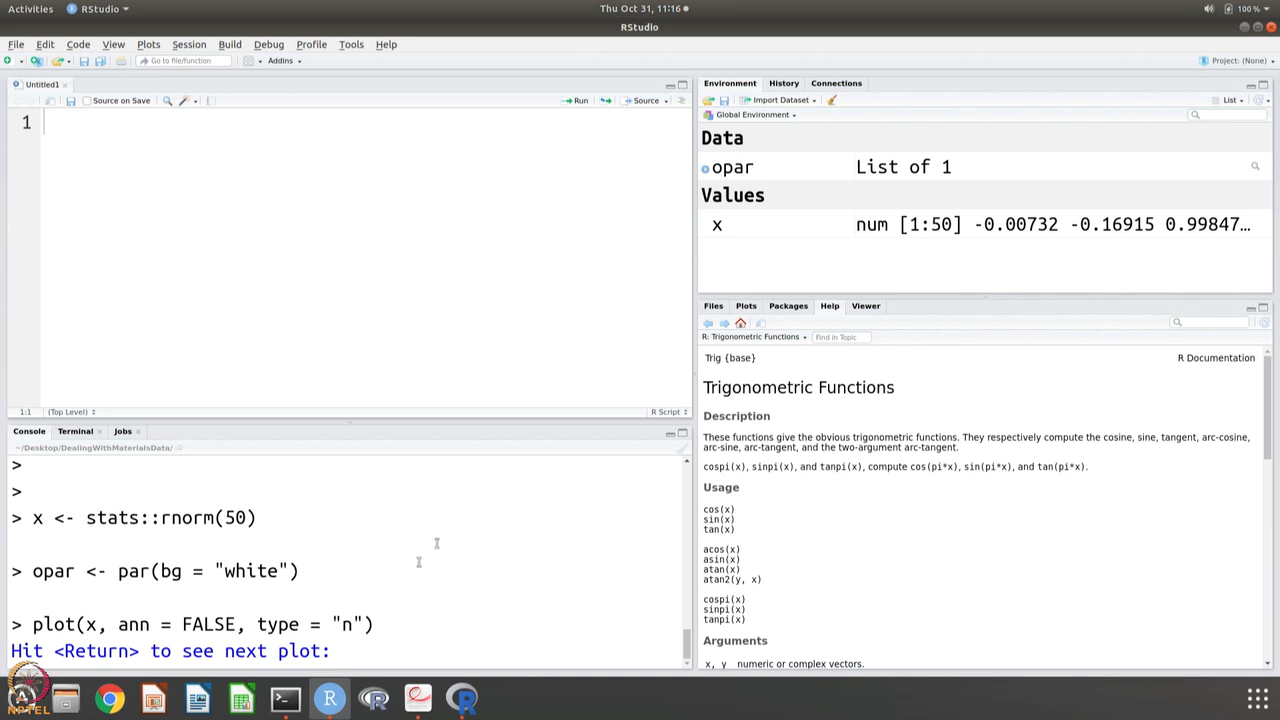 Activities RStudio Thu Oct 31, 11:16 100 %
RStudio
File Edit Code View Plots Session Build Debug Profile Tools Help
Go to file/function Addins Project: (None)
Untitled1
Source on Save Run Source
1
1:1 (Top Level) R Script
Environment History Connections
Import Dataset List
Global Environment
Data
opar List of 1
Values
x num [1:50] -0.00732 -0.16915 0.99847…
Files Plots Packages Help Viewer
R: Trigonometric Functions Find in Topic
Trig {base} R Documentation
Trigonometric Functions
Description
These functions give the obvious trigonometric functions. They respectively compute the cosine, sine, tangent, arc-cosine,
arc-sine, arc-tangent, and the two-argument arc-tangent.
cospi(x), sinpi(x), and tanpi(x), compute cos(pi*x), sin(pi*x), and tan(pi*x).
Usage
cos(x)
sin(x)
tan(x)
acos(x)
asin(x)
atan(x)
atan2(y, x)
cospi(x)
sinpi(x)
tanpi(x)
Arguments
x, y numeric or complex vectors.
Console Terminal Jobs
~/Desktop/DealingWithMaterialsData/
>
>
> x <- stats::rnorm(50)
> opar <- par(bg = "white")
> plot(x, ann = FALSE, type = "n")
Hit <Return> to see next plot:
NPTEL